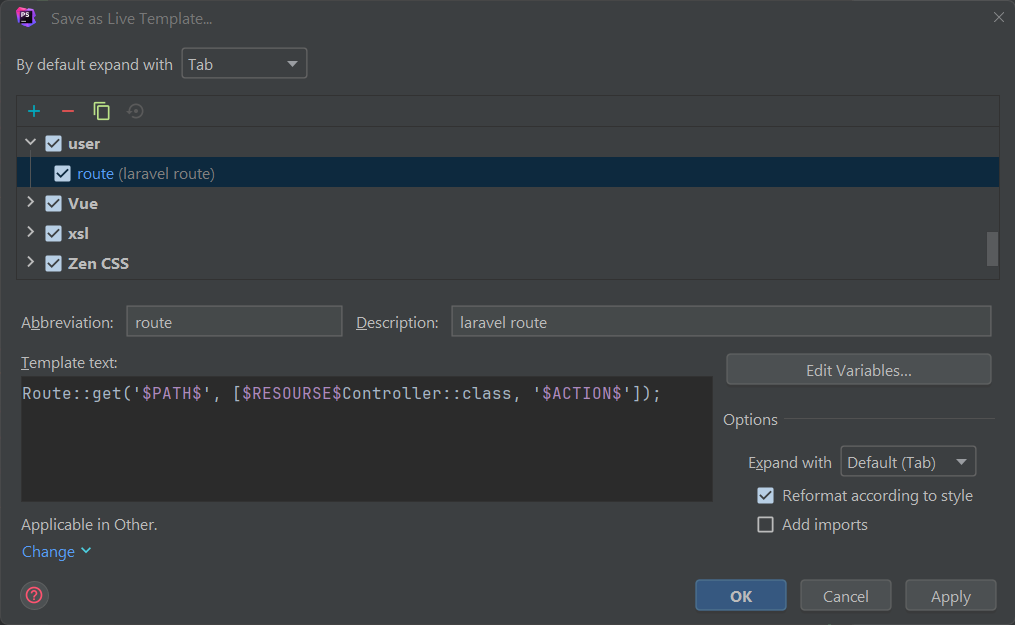 PS Save as Live Template...
By default expand with Tab
user
route (laravel route)
Vue
xsl
Zen CSS
Abbreviation: route Description: laravel route
Template text:
Edit Variables...
Route::get('$PATH$', [$RESOURSE$Controller::class, '$ACTION$']);
Options
Expand with Default (Tab)
Reformat according to style
Add imports
Applicable in Other.
Change
? OK Cancel Apply